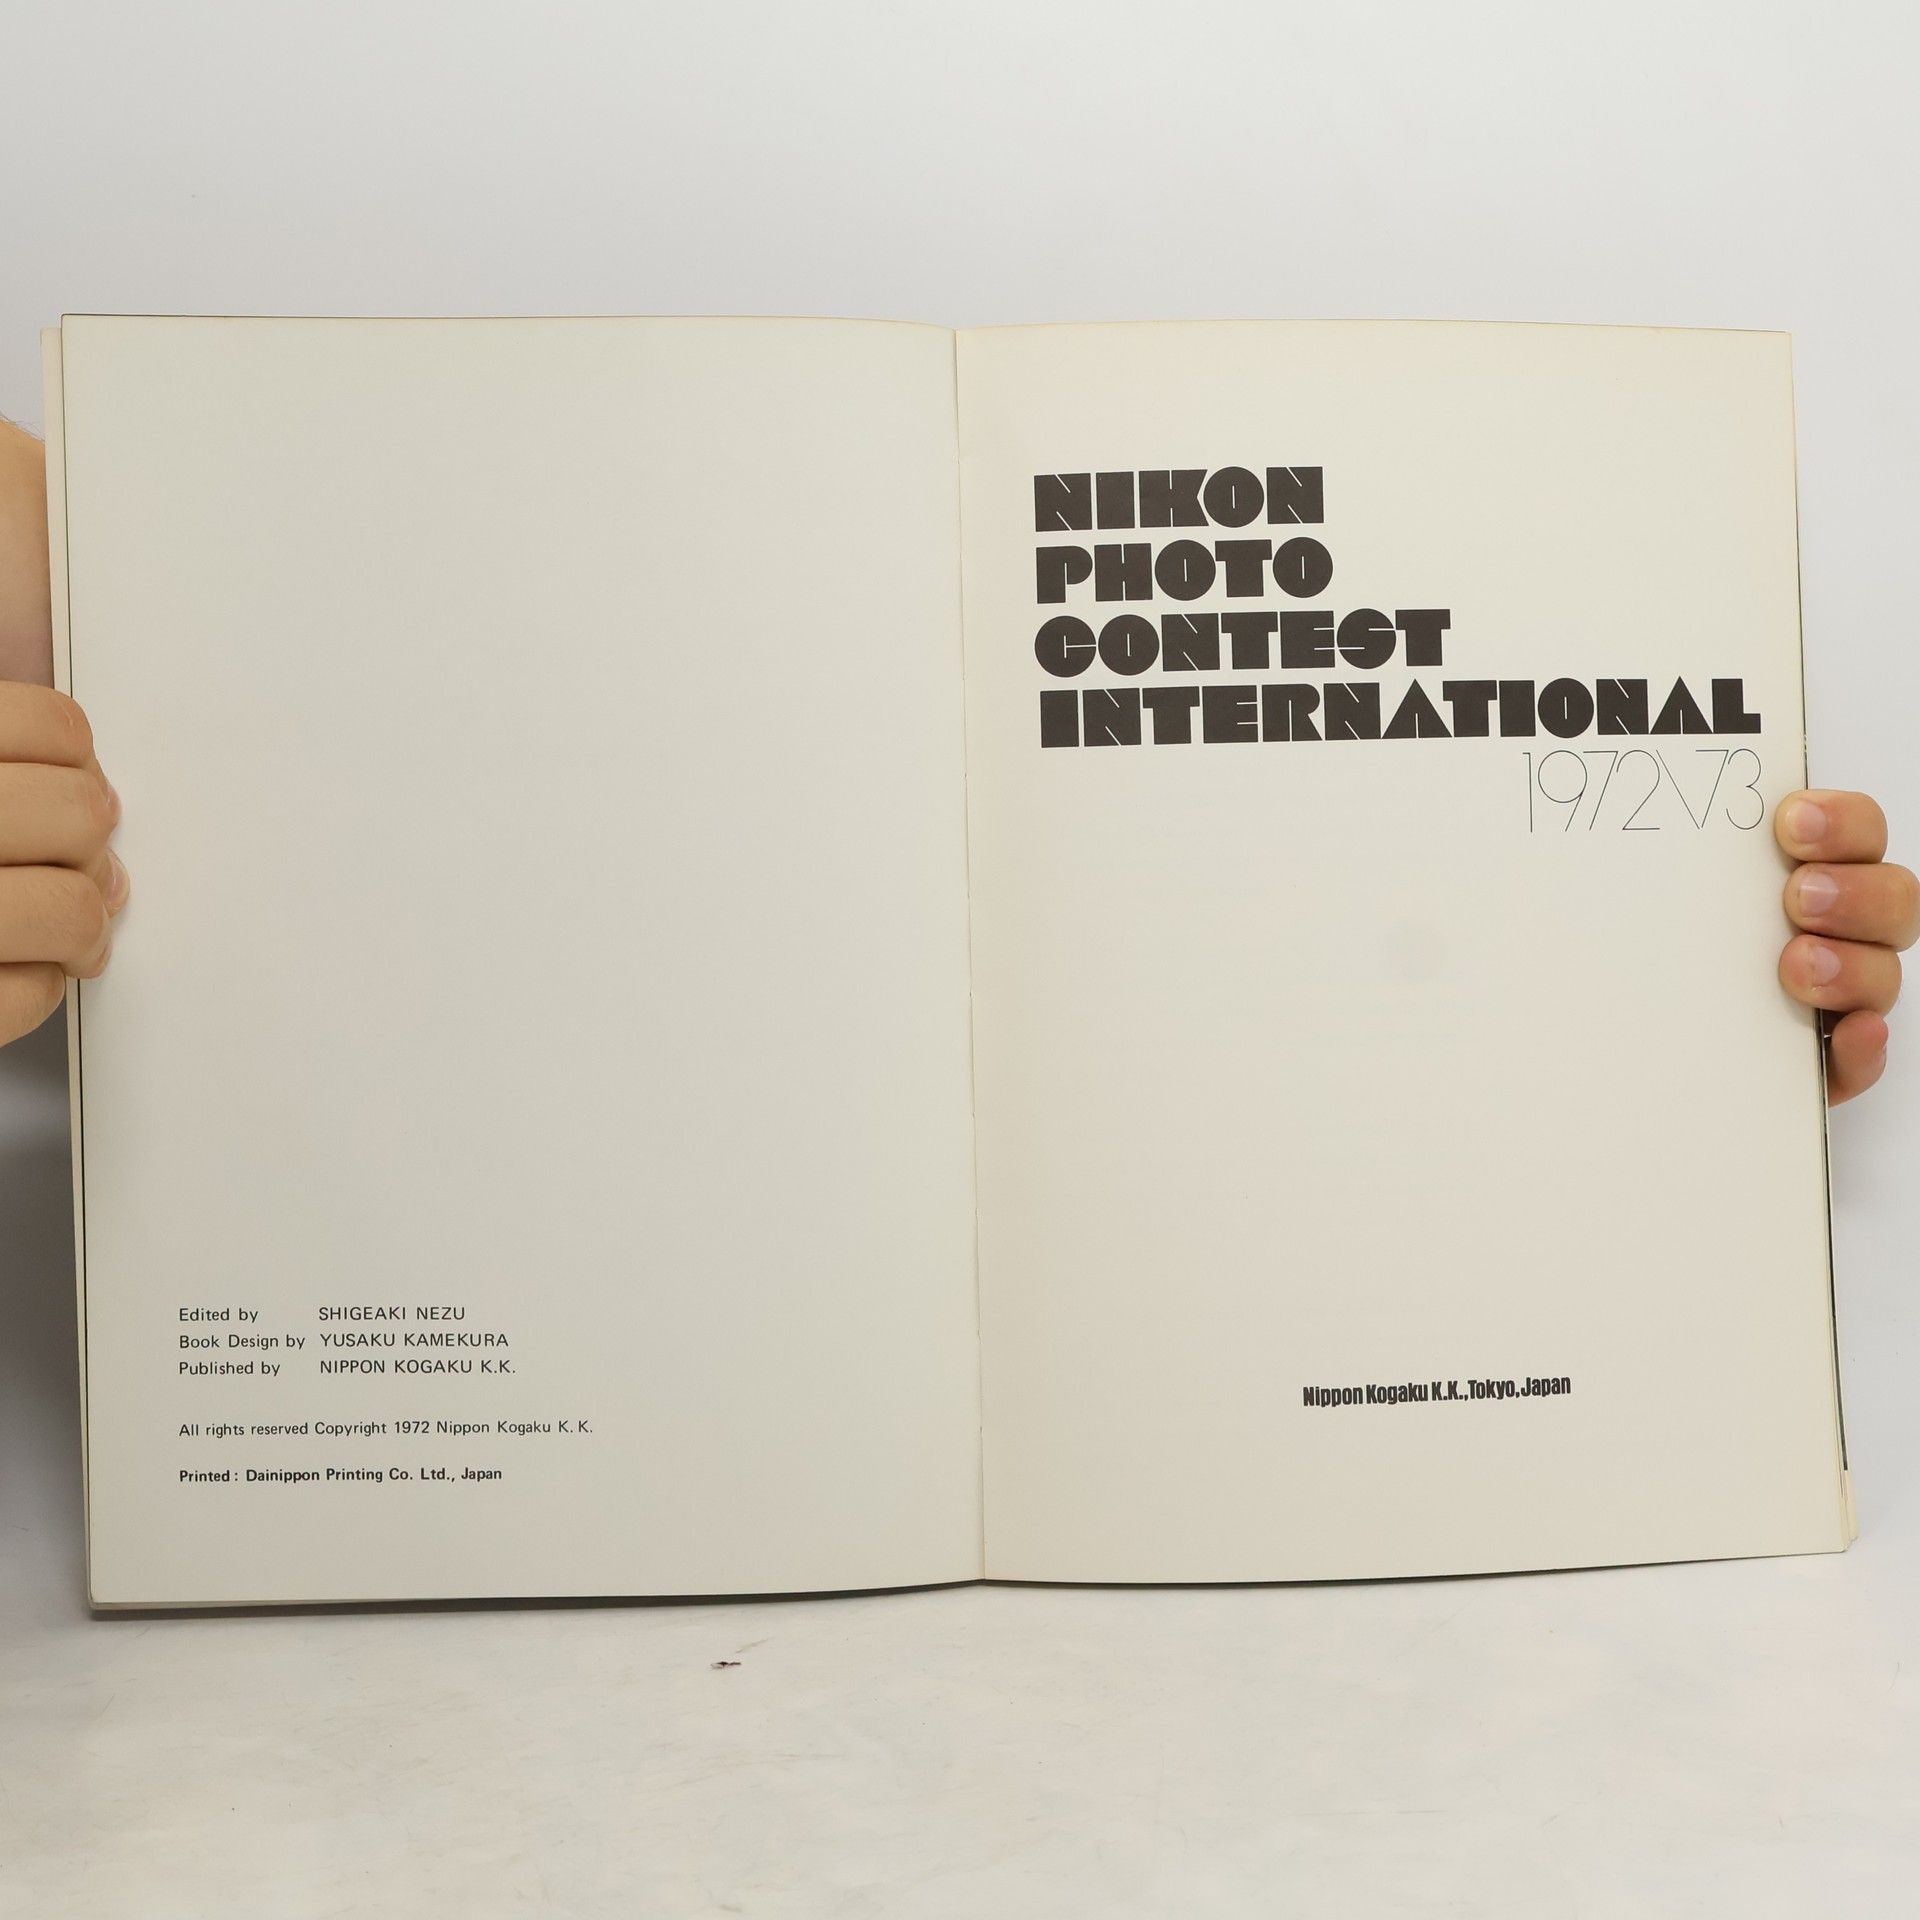 Edited by SHIGEAKI NEZU
Book Design by YUSAKU KAMEKURA
Published by NIPPON KOGAKU K.K.
All rights reserved Copyright 1972 Nippon Kogaku K. K.
Printed : Dainippon Printing Co. Ltd., Japan
NIKON
PHOTO
CONTEST
INTERNATIONAL
1972\73
Nippon Kogaku K.K.,Tokyo,Japan